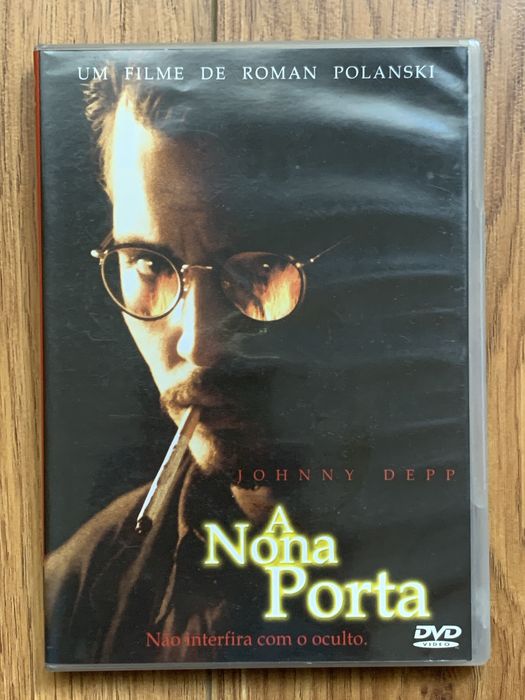 UM FILME DE ROMAN POLANSKI
JOHNNY DEPP
A
Nona
Porta
Não interfira com o oculto.
DVD
VIDEO